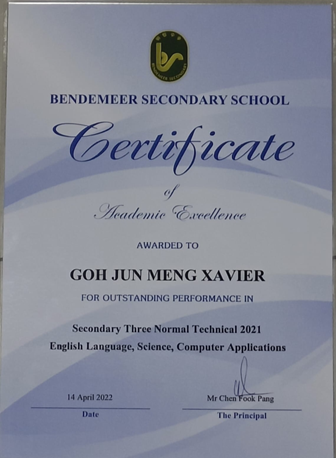 BENDEMEER SECONDARY SCHOOL
Certificate
of
Academic Excellence
AWARDED TO
GOH JUN MENG XAVIER
FOR OUTSTANDING PERFORMANCE IN
Secondary Three Normal Technical 2021
English Language, Science, Computer Applications
14 April 2022
Mr Chen Fook Pang
Date
The Principal